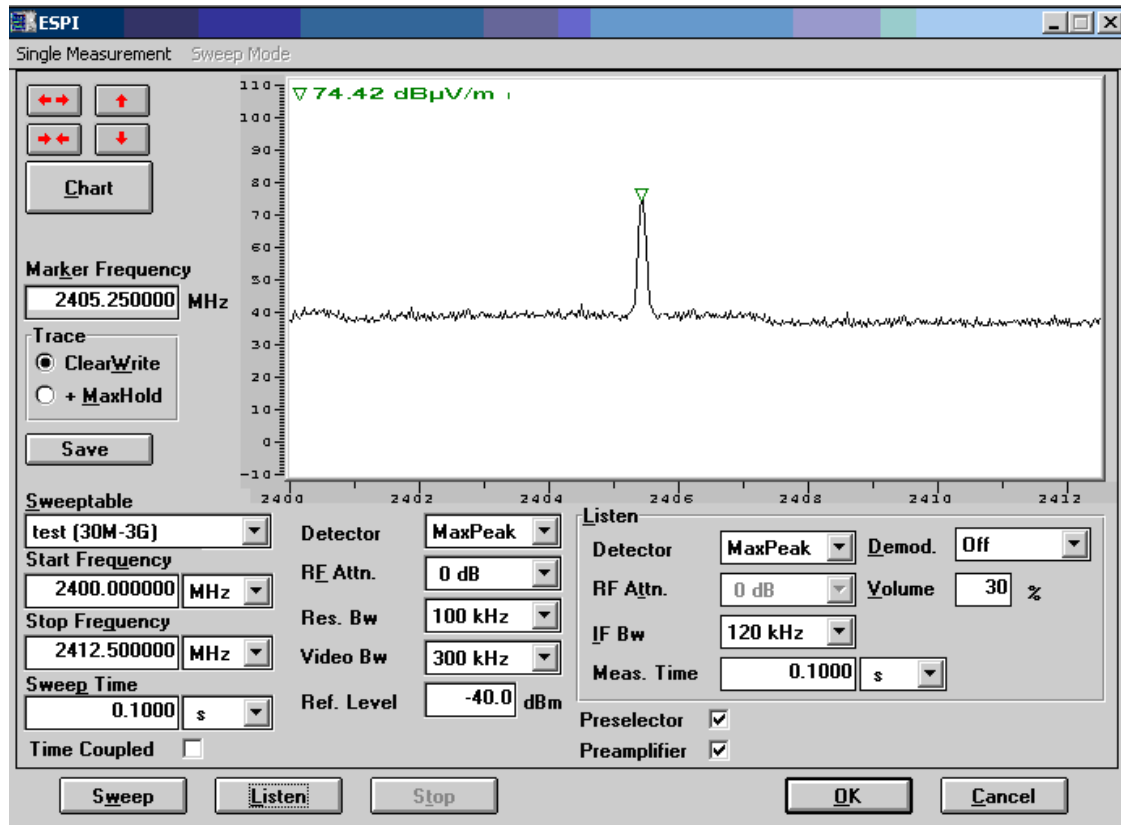 ESPI
Single Measurement Sweep Mode
▽ 74.42 dBµV/m
110
100
90
80
70
60
50
40
30
20
10
0
-10
2400 2402 2404 2406 2408 2410 2412
Chart
Marker Frequency
2405.250000 MHz
Trace
ClearWrite
+ MaxHold
Save
Sweeptable
test (30M-3G)
Start Frequency
2400.000000 MHz
Stop Frequency
2412.500000 MHz
Sweep Time
0.1000 s
Time Coupled
Detector MaxPeak
RF Attn. 0 dB
Res. Bw 100 kHz
Video Bw 300 kHz
Ref. Level -40.0 dBm
Listen
Detector MaxPeak Demod. Off
RF Attn. 0 dB Volume 30 %
IF Bw 120 kHz
Meas. Time 0.1000 s
Preselector
Preamplifier
Sweep Listen Stop OK Cancel